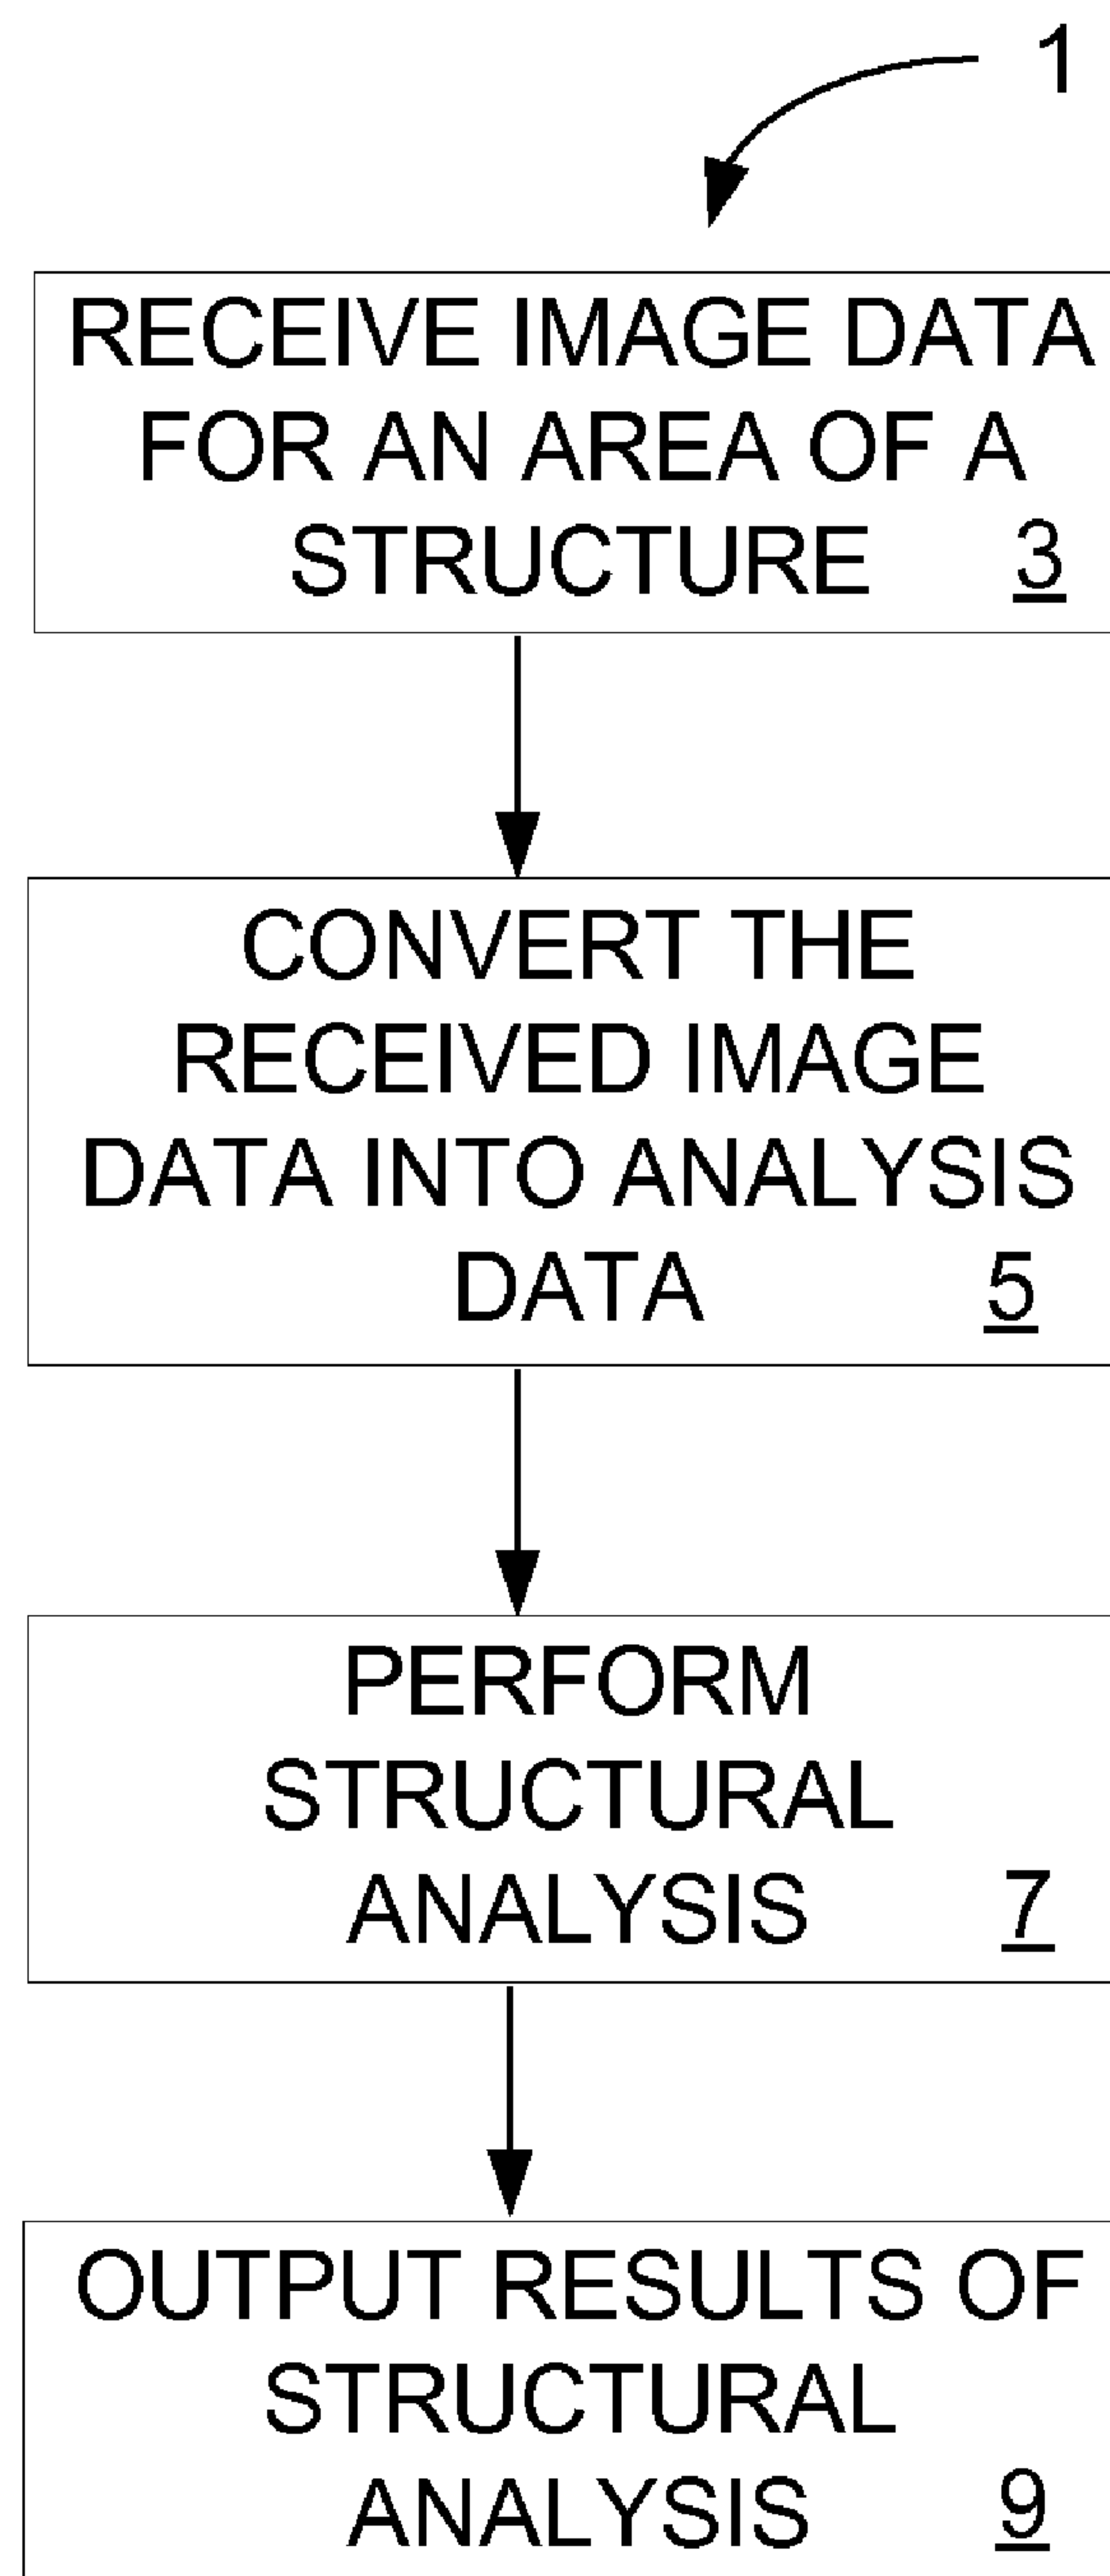 1
RECEIVE IMAGE DATA
FOR AN AREA OF A
STRUCTURE 3
CONVERT THE
RECEIVED IMAGE
DATA INTO ANALYSIS
DATA 5
PERFORM
STRUCTURAL
ANALYSIS 7
OUTPUT RESULTS OF
STRUCTURAL
ANALYSIS 9